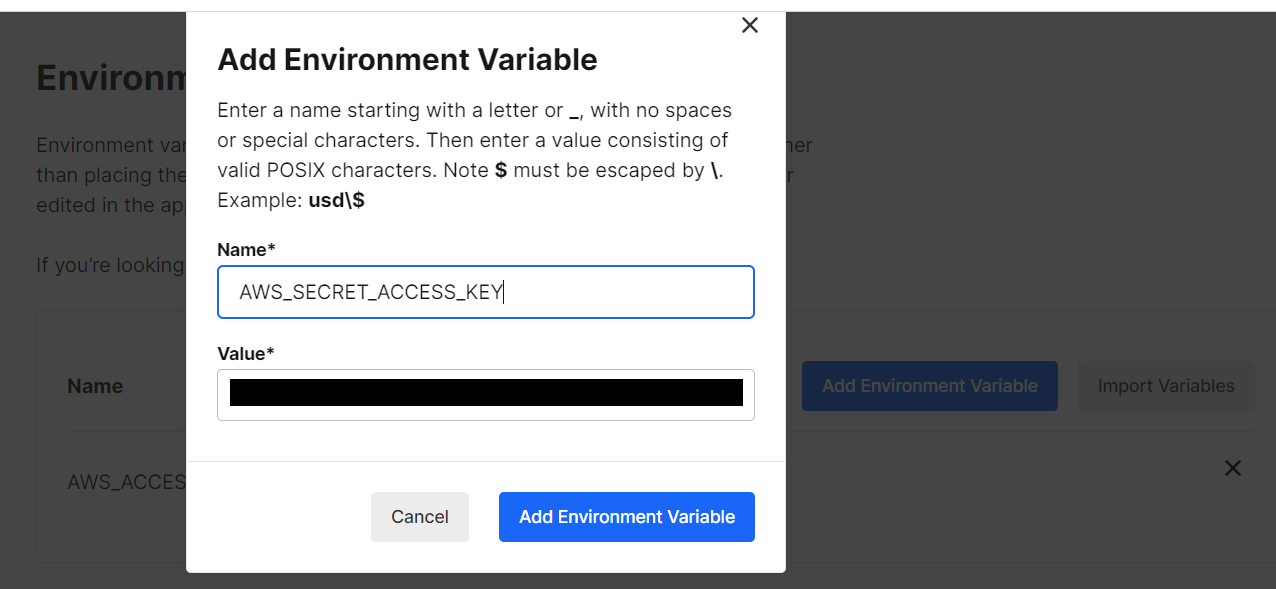 Add Environment Variable
Enter a name starting with a letter or _, with no spaces
or special characters. Then enter a value consisting of
valid POSIX characters. Note $ must be escaped by \.
Example: usd\$
Name*
AWS_SECRET_ACCESS_KEY
Value*
Cancel
Add Environment Variable
Environm
Environment var
than placing the
edited in the ap
If you're looking
Name
Add Environment Variable
Import Variables
AWS_ACCES